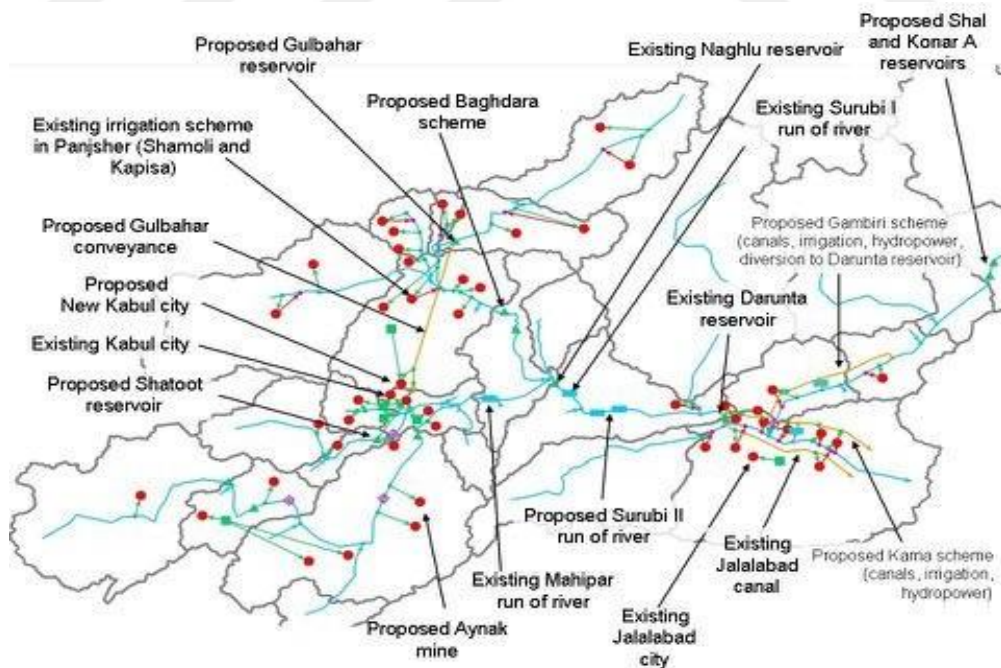 Proposed Gulbahar
reservoir
Existing Naghlu reservoir
Proposed Shal
and Konar A
reservoirs
Existing irrigation scheme
in Panjsher (Shamoli and
Kapisa)
Proposed Baghdara
scheme
Existing Surubi I
run of river
Proposed Gulbahar
conveyance
Proposed Gambiri scheme
(canals, irrigation, hydropower,
diversion to Darunta reservoir)
Proposed
New Kabul city
Existing Darunta
reservoir
Existing Kabul city
Proposed Shatoot
reservoir
Proposed Surubi II
run of river
Existing Mahipar
run of river
Existing
Jalalabad
canal
Proposed Kama scheme
(canals, irrigation,
hydropower)
Proposed Aynak
mine
Existing
Jalalabad
city